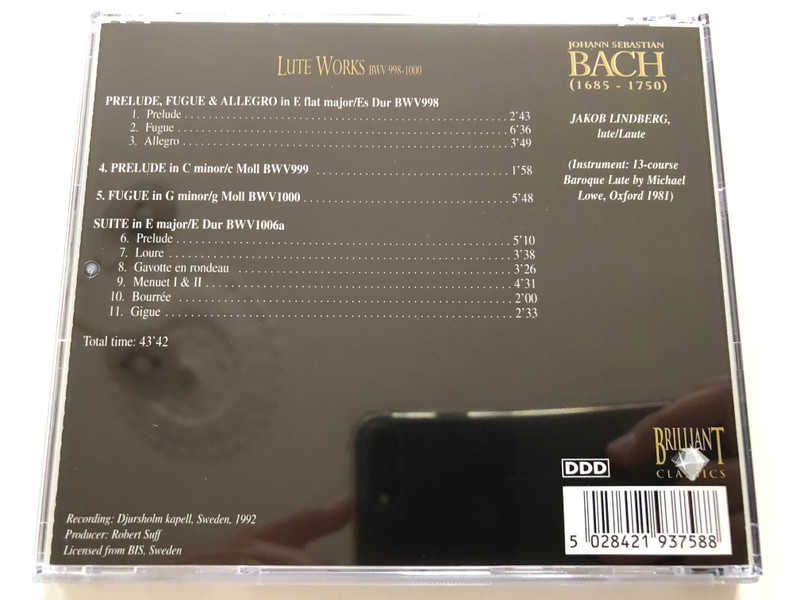 LUTE WORKS BWV 998-1000
PRELUDE, FUGUE & ALLEGRO in E flat major/Es Dur BWV998
1. Prelude 2'43
2. Fugue 6'36
3. Allegro 3'49
4. PRELUDE in C minor/c Moll BWV999 1'58
5. FUGUE in G minor/g Moll BWV1000 5'48
SUITE in E major/E Dur BWV1006a
6. Prelude 5'10
7. Loure 3'38
8. Gavotte en rondeau 3'26
9. Menuet I & II 4'31
10. Bourrée 2'00
11. Gigue 2'33
Total time: 43'42
Recording: Djursholm kapell, Sweden, 1992
Producer: Robert Suff
Licensed from BIS, Sweden
JOHANN SEBASTIAN
BACH
(1685 - 1750)
JAKOB LINDBERG,
lute/Laute
(Instrument: 13-course
Baroque Lute by Michael
Lowe, Oxford 1981)
BRILLIANT
CLASSICS
DDD
5 028421 937588